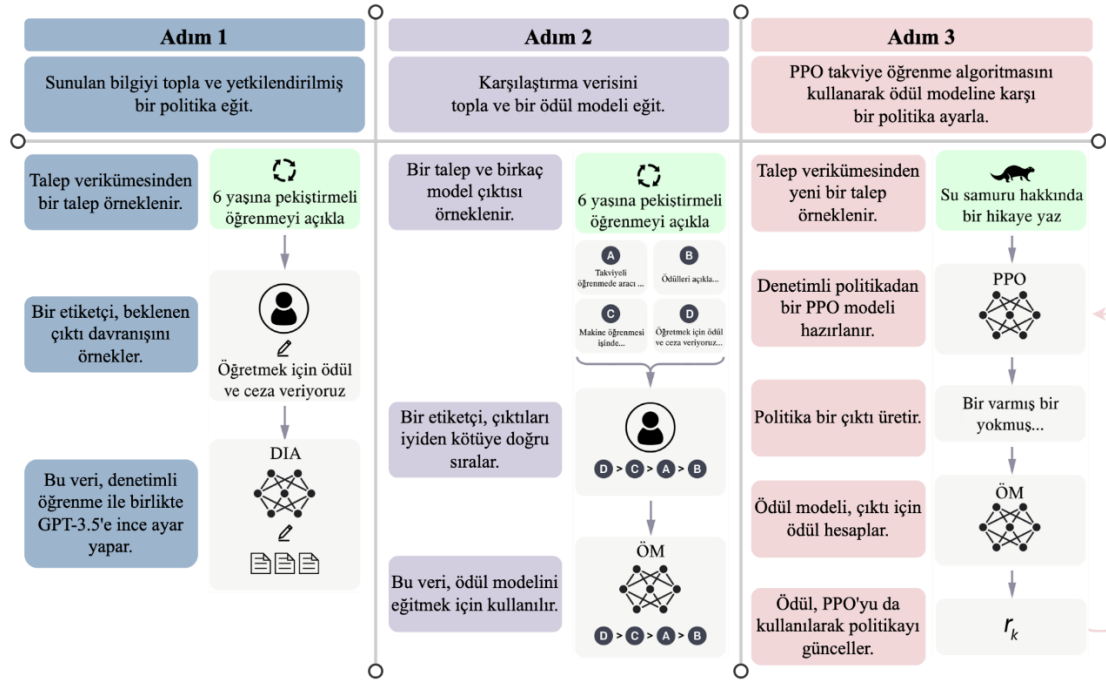 Adım 1
Sunulan bilgiyi topla ve yetkilendirilmiş
bir politika eğit.
Talep verikümesinden
bir talep örneklenir.
6 yaşına pekiştirmeli
öğrenmeyi açıkla
Bir etiketçi, beklenen
çıktı davranışını
örnekler.
Öğretmek için ödül
ve ceza veriyoruz
Bu veri, denetimli
öğrenme ile birlikte
GPT-3.5'e ince ayar
yapar.
DIA
Adım 2
Karşılaştırma verisini
topla ve bir ödül modeli eğit.
Bir talep ve birkaç
model çıktısı
örneklenir.
6 yaşına pekiştirmeli
öğrenmeyi açıkla
A
Takviyeli
öğrenmede aracı ...
B
Ödülleri açıkla...
C
Makine öğrenmesi
işinde...
D
Öğretmek için ödül
ve ceza veriyoruz...
Bir etiketçi, çıktıları
iyiden kötüye doğru
sıralar.
D > C > A > B
Bu veri, ödül modelini
eğitmek için kullanılır.
ÖM
D > C > A > B
Adım 3
PPO takviye öğrenme algoritmasını
kullanarak ödül modeline karşı
bir politika ayarla.
Talep verikümesinden
yeni bir talep
örneklenir.
Su samuru hakkında
bir hikaye yaz
Denetimli politikadan
bir PPO modeli
hazırlanır.
PPO
Politika bir çıktı üretir.
Bir varmış bir
yokmuş...
Ödül modeli, çıktı için
ödül hesaplar.
ÖM
Ödül, PPO'yu da
kullanılarak politikayı
günceller.
rk